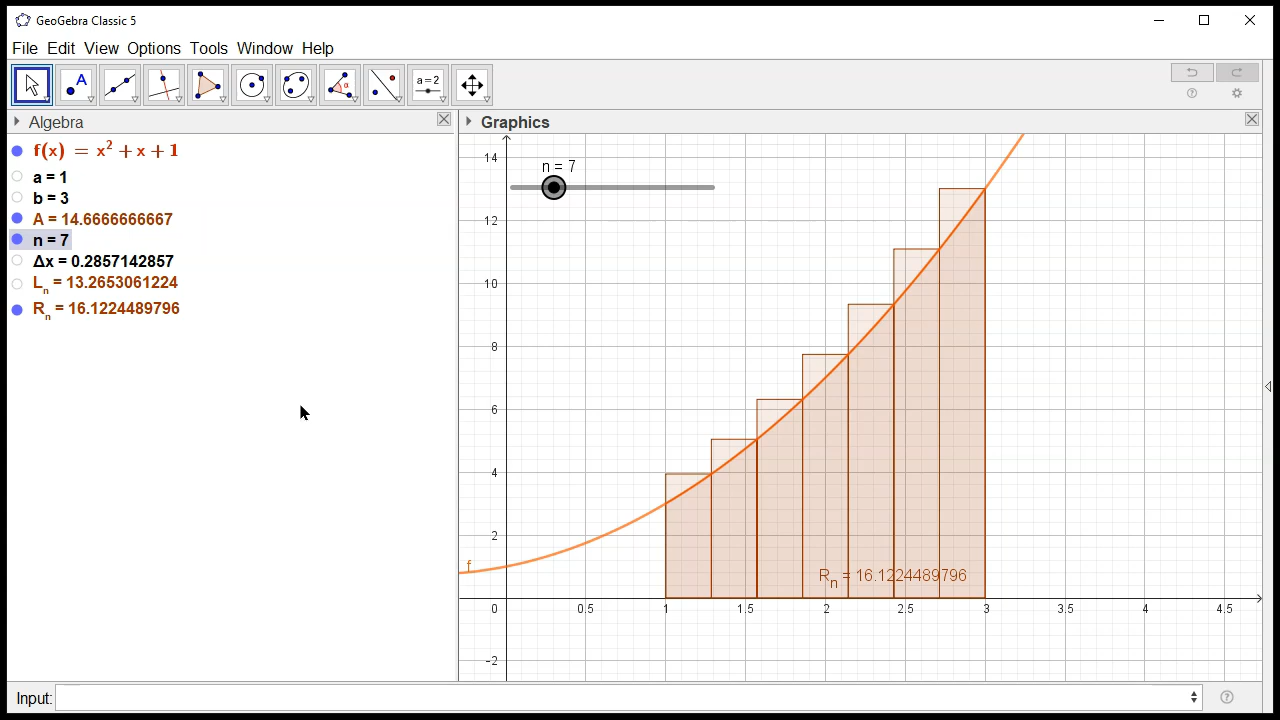 GeoGebra Classic 5
File Edit View Options Tools Window Help
A α a=2
Algebra
Graphics
f(x) = x² + x + 1
a = 1
b = 3
A = 14.6666666667
n = 7
Δx = 0.2857142857
Lₙ = 13.2653061224
Rₙ = 16.1224489796
n = 7
14
12
10
8
6
4
2
f
Rₙ = 16.1224489796
0 0.5 1 1.5 2 2.5 3 3.5 4 4.5
-2
Input: